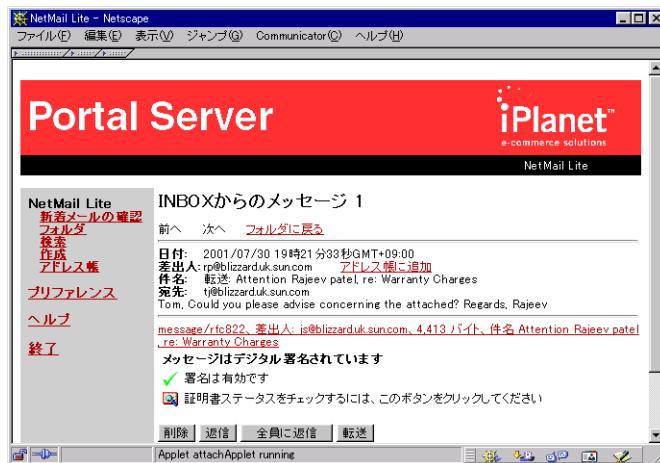 NetMail Lite - Netscape
ファイル(F) 編集(E) 表示(V) ジャンプ(G) Communicator(C) ヘルプ(H)
Portal Server
iPlanet™
e-commerce solutions
NetMail Lite
NetMail Lite
新着メールの確認
フォルダ
検索
作成
アドレス帳
プリファレンス
ヘルプ
終了
INBOXからのメッセージ 1
前へ 次へ フォルダに戻る
日付: 2001/07/30 19時21分33秒GMT+09:00
差出人: rp@blizzard.uk.sun.com アドレス帳に追加
件名: 転送: Attention Rajeev patel, re: Warranty Charges
宛先: tj@blizzard.uk.sun.com
Tom, Could you please advise concerning the attached? Regards, Rajeev
message/rfc822、差出人: js@blizzard.uk.sun.com、4,413 バイト、件名 Attention Rajeev patel
, re: Warranty Charges
メッセージはデジタル署名されています
署名は有効です
証明書ステータスをチェックするには、このボタンをクリックしてください
削除 返信 全員に返信 転送
Applet attachApplet running